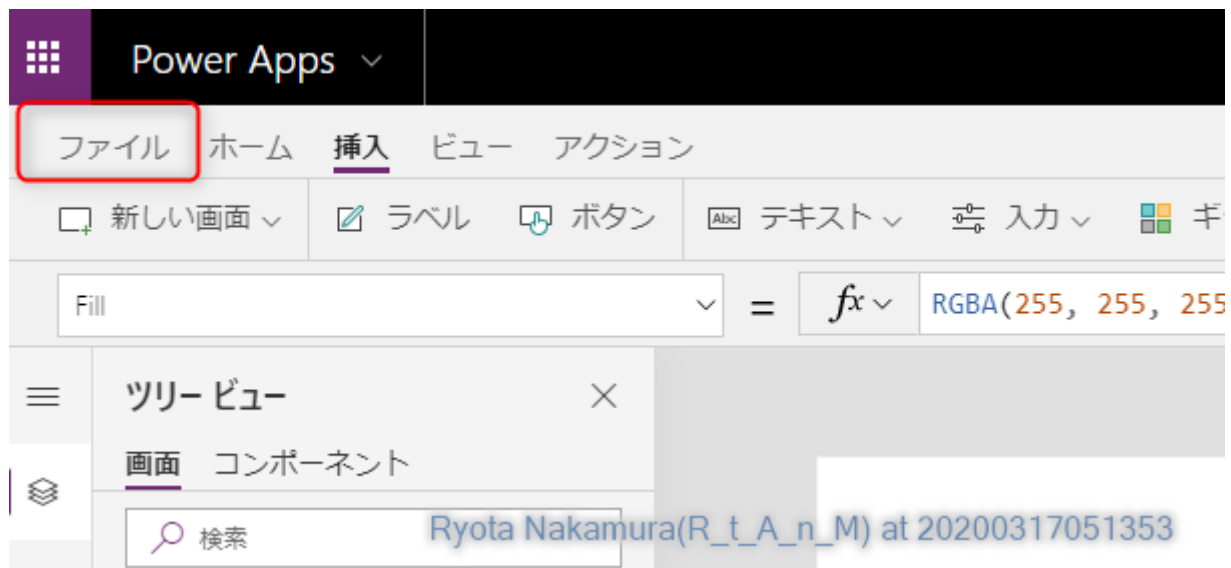 Power Apps
ファイル ホーム 挿入 ビュー アクション
新しい画面 ラベル ボタン Abc テキスト 入力 ギ
Fill = fx RGBA(255, 255, 255
ツリー ビュー
画面 コンポーネント
検索
Ryota Nakamura(R_t_A_n_M) at 20200317051353